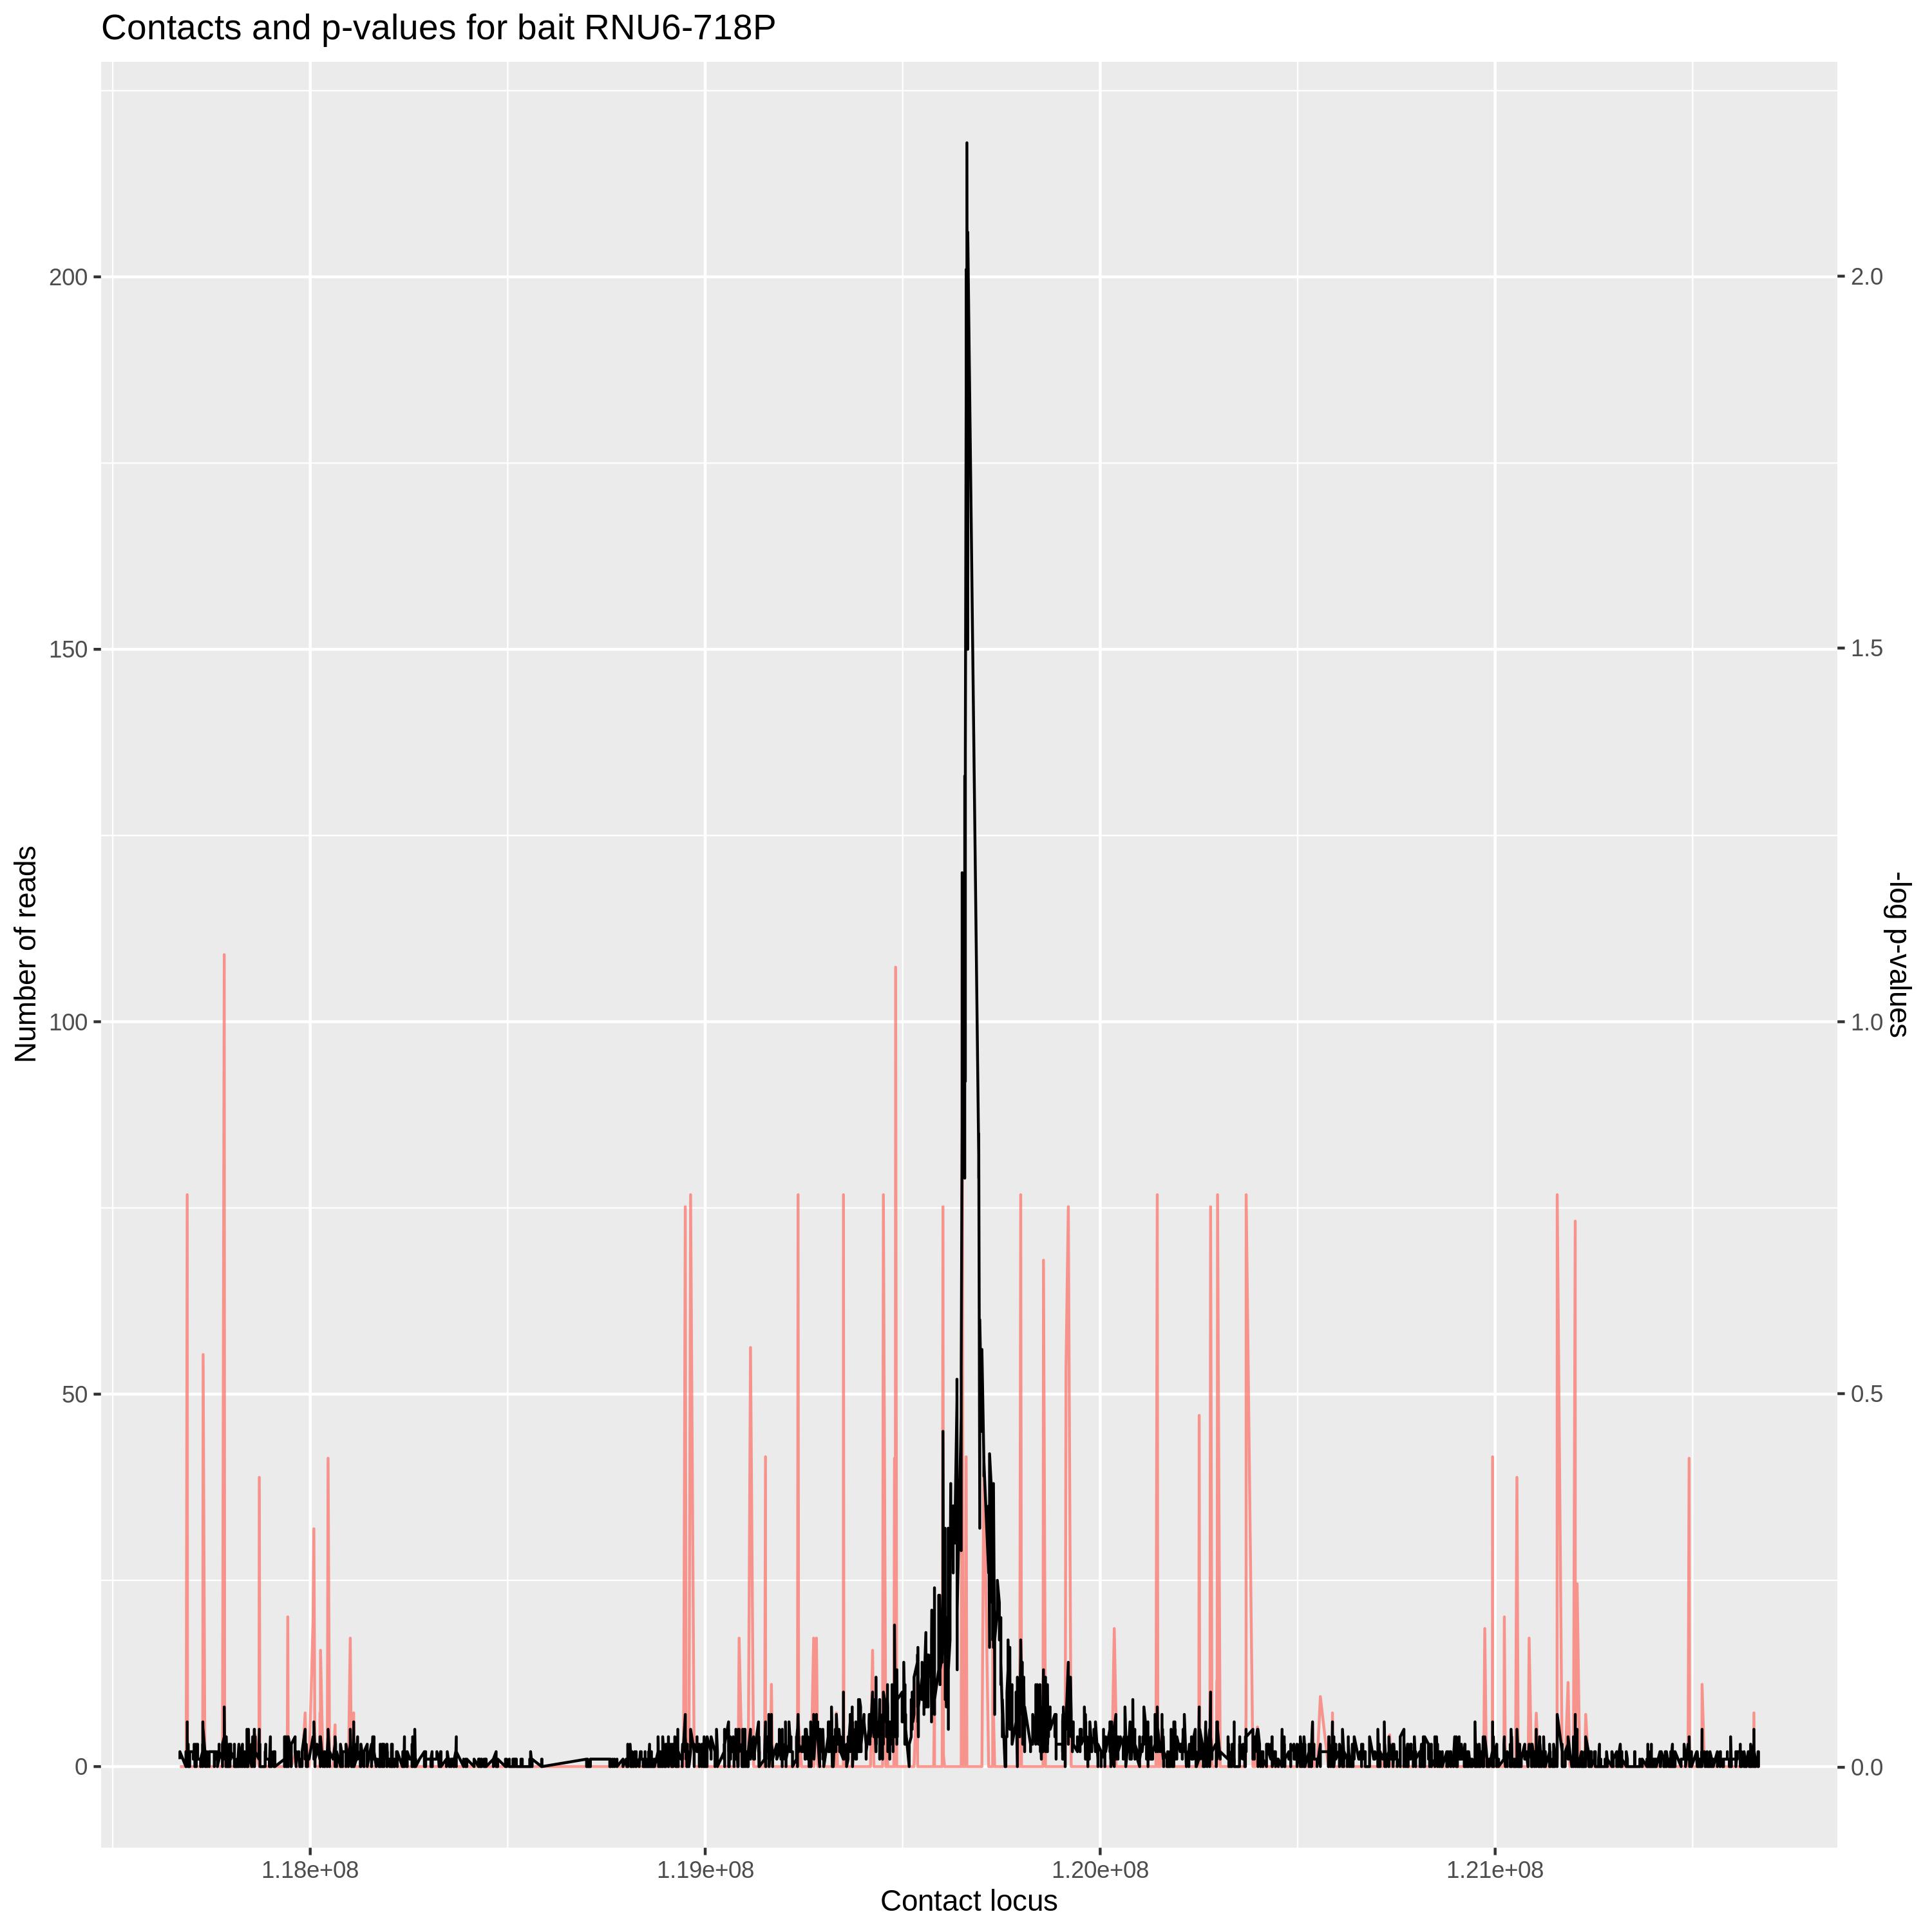 Contacts and p-values for bait RNU6-718P
Number of reads
200
150
100
50
0
2.0
1.5
1.0
0.5
0.0
-log p-values
1.18e+08
1.19e+08
1.20e+08
1.21e+08
Contact locus